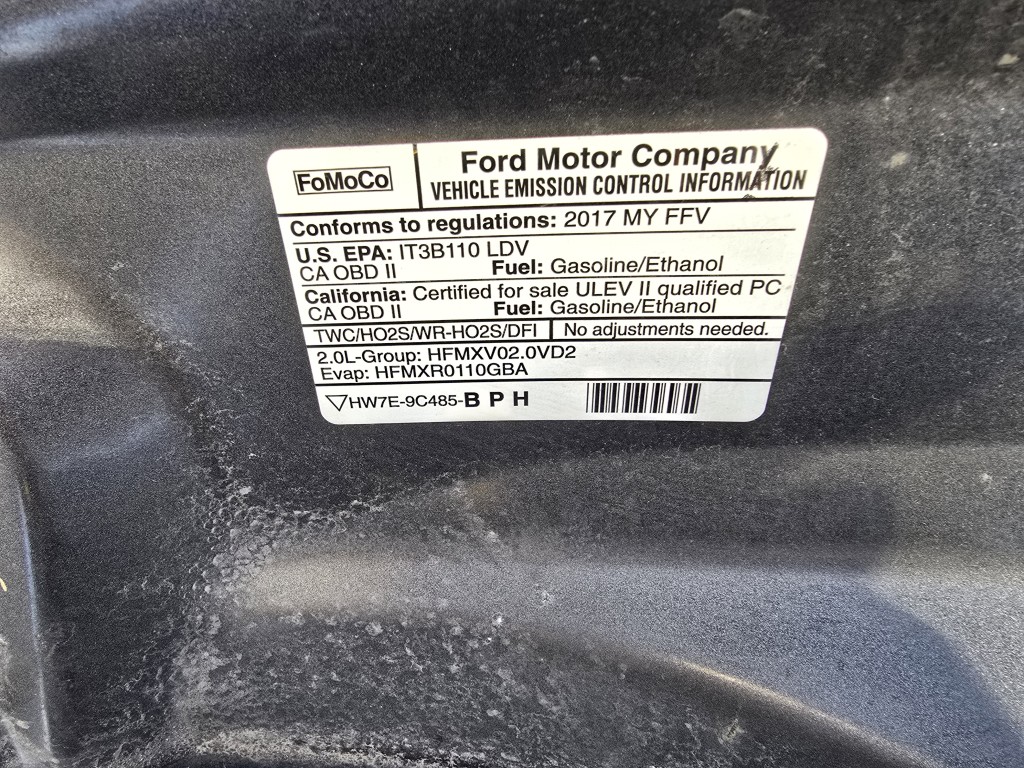 FoMoCo
Ford Motor Company
VEHICLE EMISSION CONTROL INFORMATION
Conforms to regulations: 2017 MY FFV
U.S. EPA: IT3B110 LDV
CA OBD II Fuel: Gasoline/Ethanol
California: Certified for sale ULEV II qualified PC
CA OBD II Fuel: Gasoline/Ethanol
TWC/HO2S/WR-HO2S/DFI No adjustments needed.
2.0L-Group: HFMXV02.0VD2
Evap: HFMXR0110GBA
HW7E-9C485-B P H